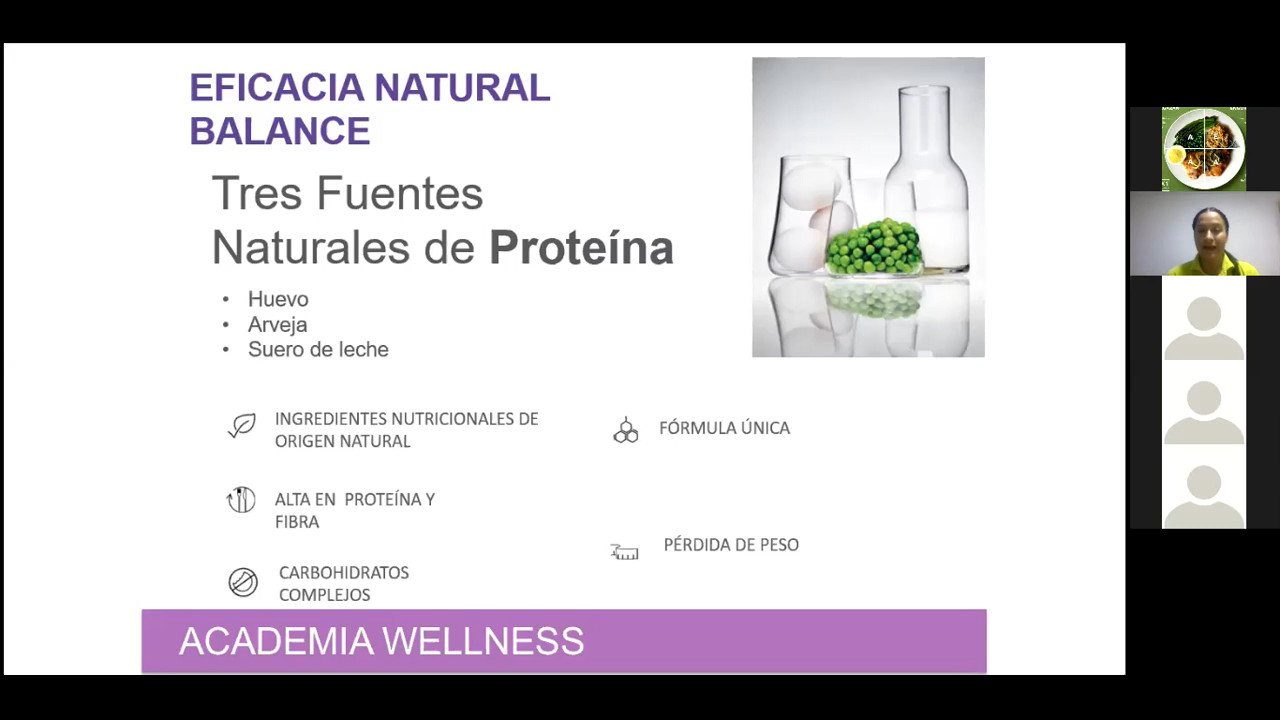 EFICACIA NATURAL
BALANCE
Tres Fuentes
Naturales de Proteína
• Huevo
• Arveja
• Suero de leche
INGREDIENTES NUTRICIONALES DE
ORIGEN NATURAL
FÓRMULA ÚNICA
ALTA EN PROTEÍNA Y
FIBRA
PÉRDIDA DE PESO
CARBOHIDRATOS
COMPLEJOS
ACADEMIA WELLNESS